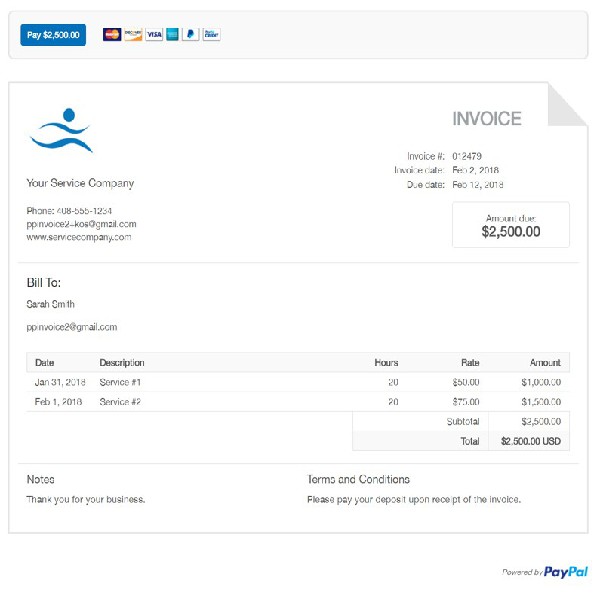 Pay $2,500.00
DISCOVER VISA
INVOICE
Invoice #: 012479
Invoice date: Feb 2, 2018
Due date: Feb 12, 2018
Your Service Company
Phone: 408-555-1234
ppinvoice2+kos@gmail.com
www.servicecompany.com
Amount due:
$2,500.00
Bill To:
Sarah Smith
ppinvoice2@gmail.com
Date Description Hours Rate Amount
Jan 31, 2018 Service #1 20 $50.00 $1,000.00
Feb 1, 2018 Service #2 20 $75.00 $1,500.00
Subtotal $2,500.00
Total $2,500.00 USD
Notes
Thank you for your business.
Terms and Conditions
Please pay your deposit upon receipt of the invoice.
Powered by PayPal